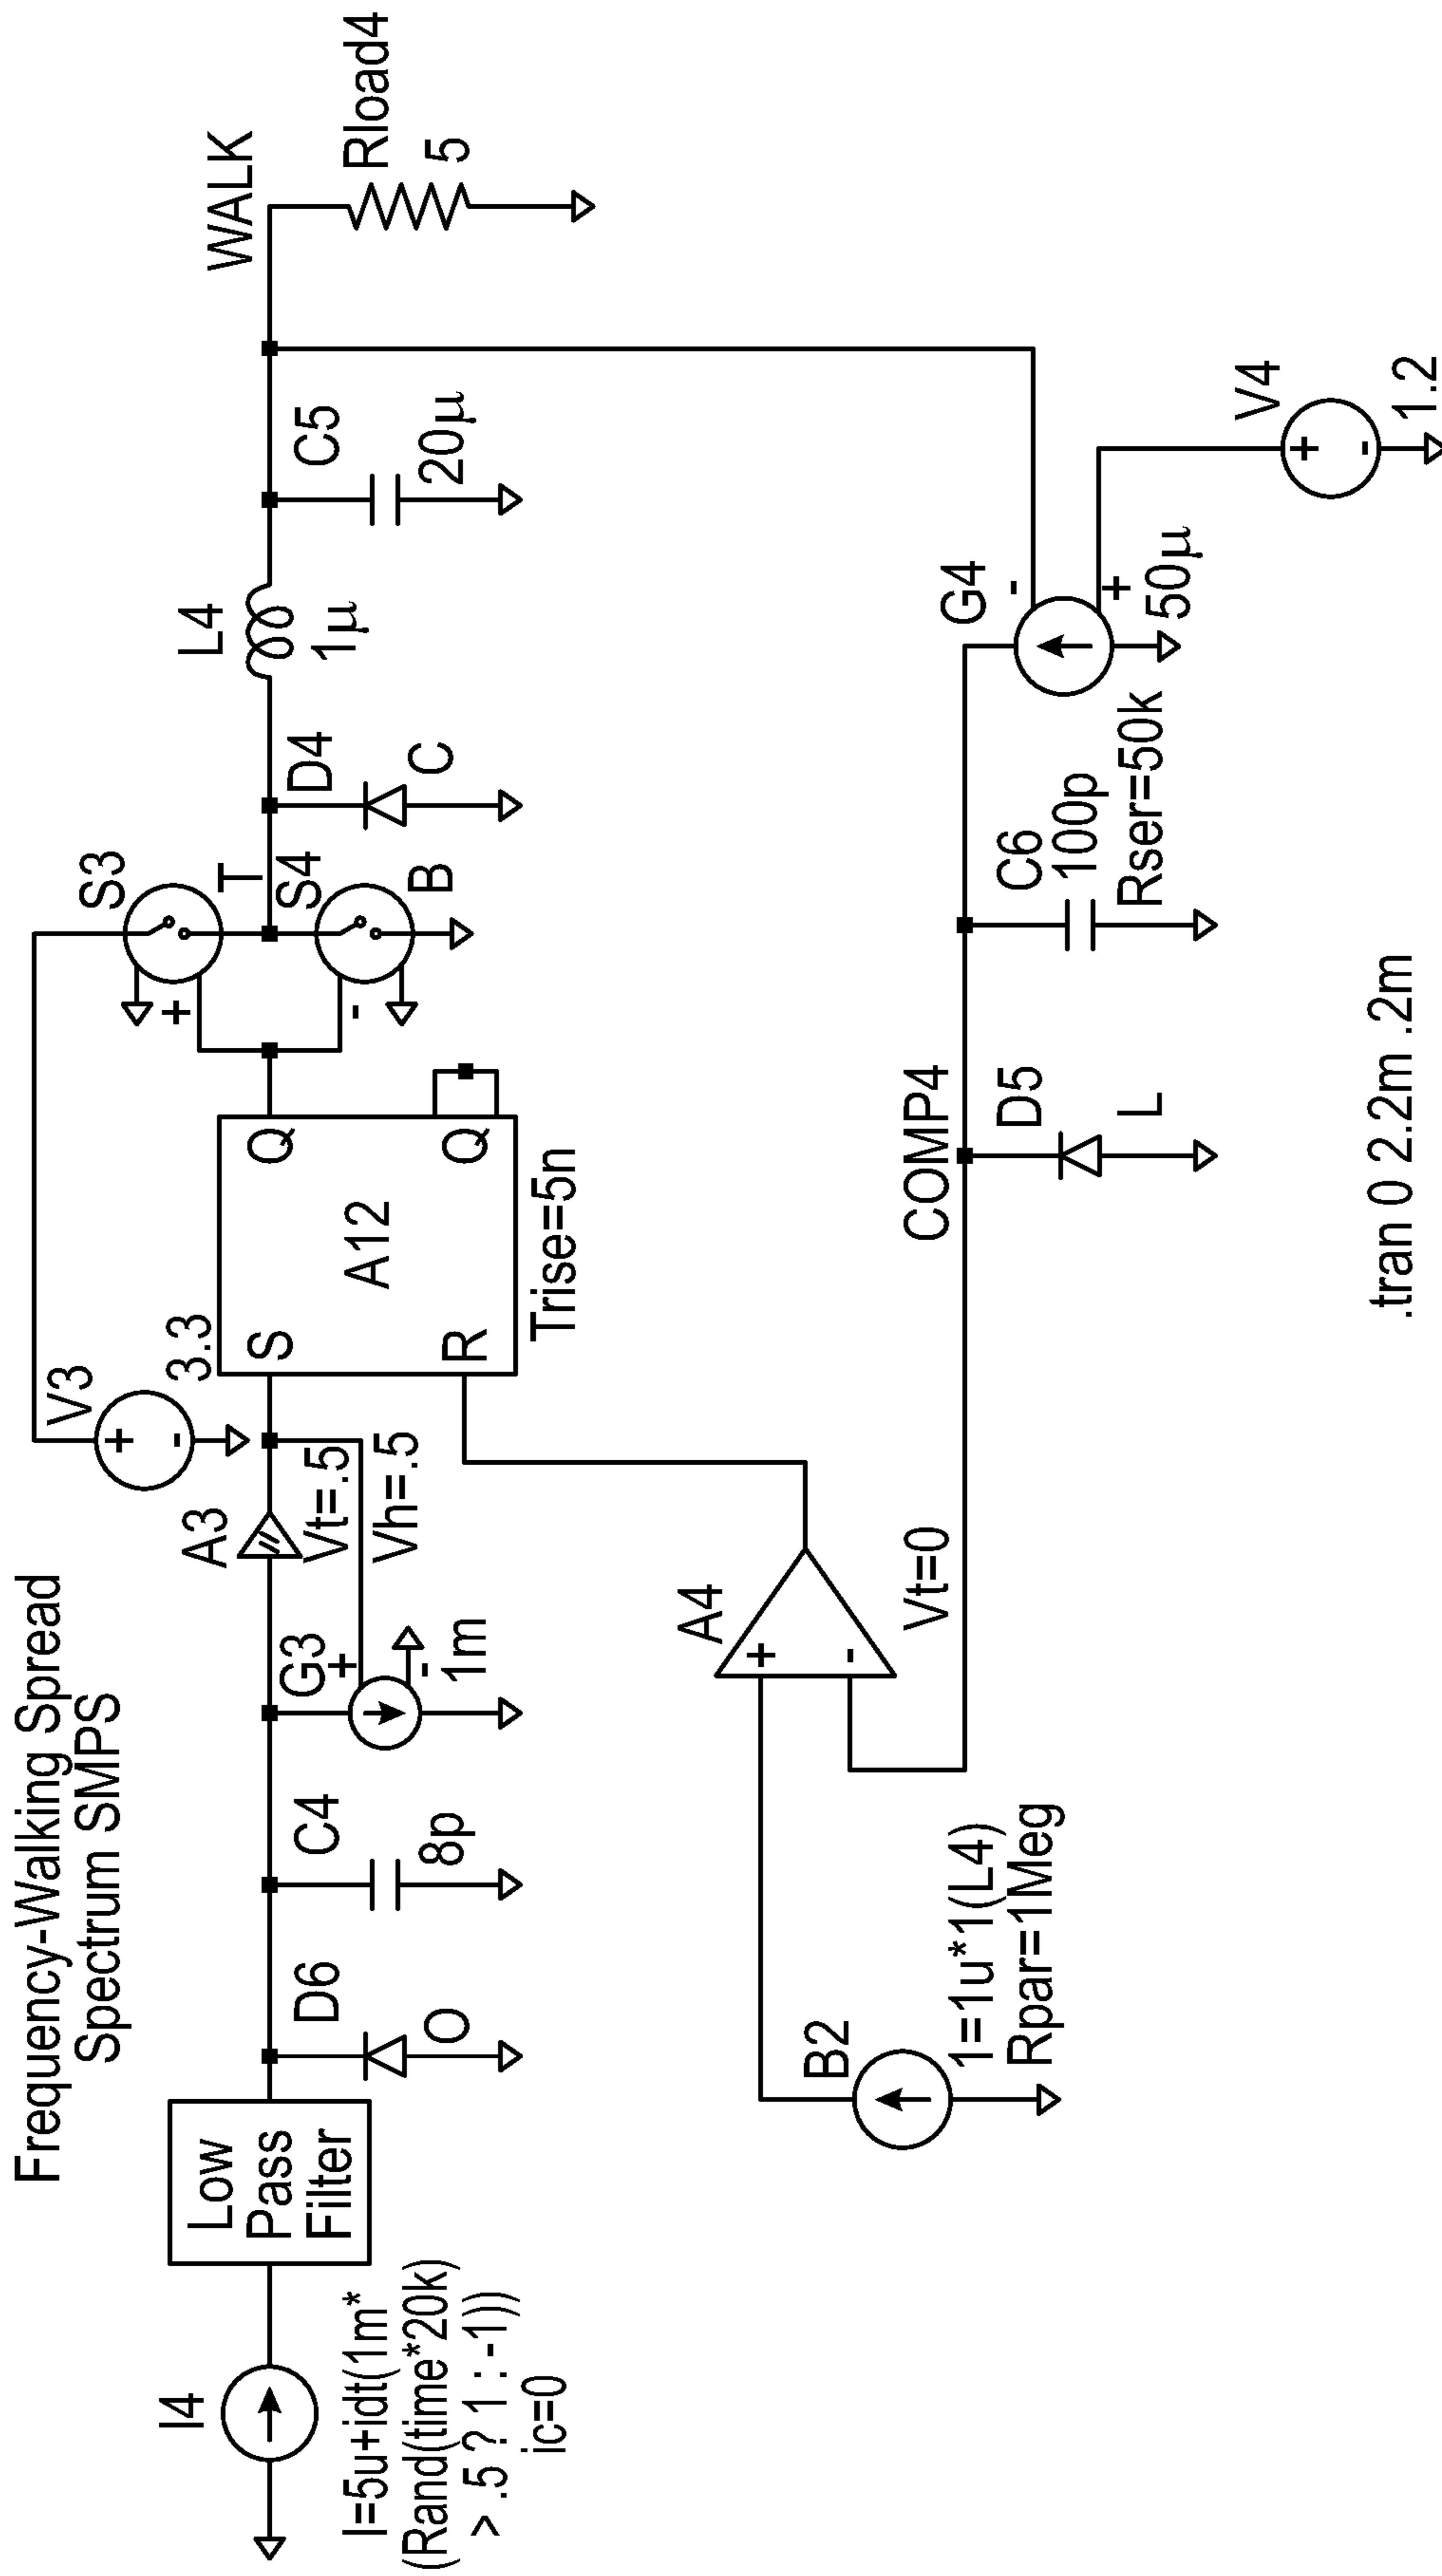 Frequency-Walking Spread
Spectrum SMPS
I4
I=5u+idt(1m*
(Rand(time*20k)
> .5 ? 1 : -1))
ic=0
Low
Pass
Filter
D6
O
C4
8p
G3
+
-
1m
A3
Vt=.5
Vh=.5
V3
+
-
3.3
S
R
A12
Q
Q
Trise=5n
S3
+
T
S4
-
B
D4
C
L4
1µ
C5
20µ
WALK
Rload4
5
B2
1=1u*1(L4)
Rpar=1Meg
A4
+
-
Vt=0
COMP4
D5
L
C6
100p
Rser=50k
G4
-
+
50µ
V4
+
-
1.2
.tran 0 2.2m .2m